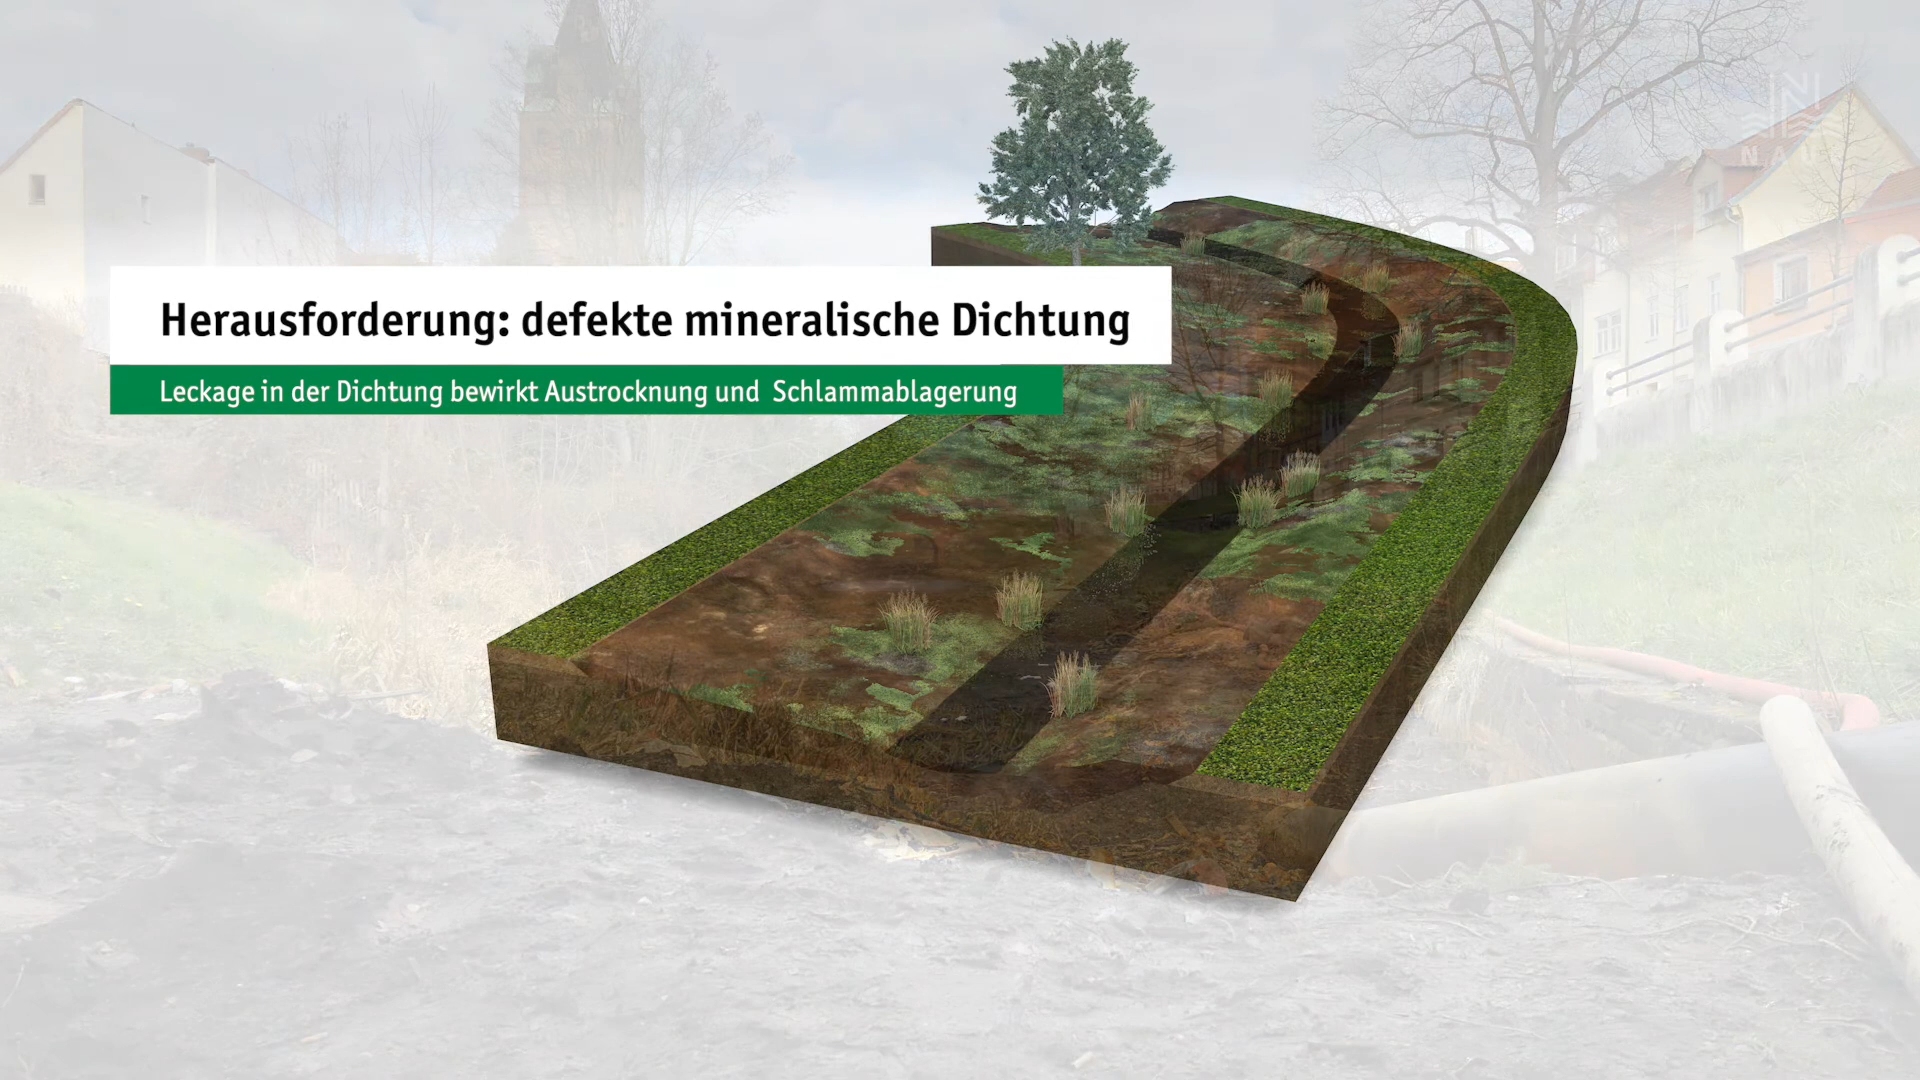 Herausforderung: defekte mineralische Dichtung
Leckage in der Dichtung bewirkt Austrocknung und  Schlammablagerung